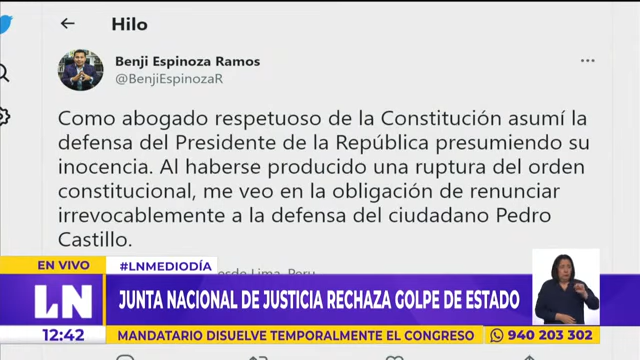 Hilo
Benji Espinoza Ramos
@BenjiEspinozaR
Como abogado respetuoso de la Constitución asumí la
defensa del Presidente de la República presumiendo su
inocencia. Al haberse producido una ruptura del orden
constitucional, me veo en la obligación de renunciar
irrevocablemente a la defensa del ciudadano Pedro
Castillo.
EN VIVO
#LNMEDIODÍA
desde Lima, Peru
LN
JUNTA NACIONAL DE JUSTICIA RECHAZA GOLPE DE ESTADO
12:42
MANDATARIO DISUELVE TEMPORALMENTE EL CONGRESO
940 203 302